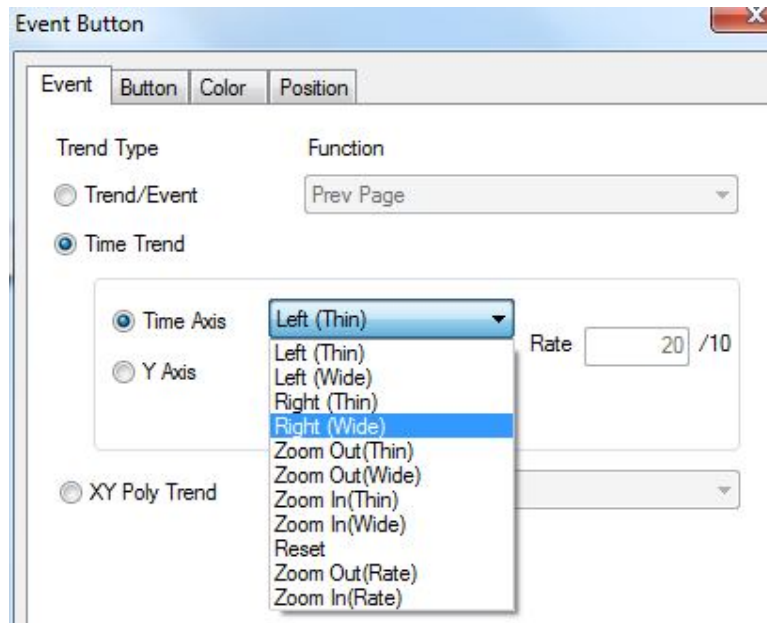 Event Button
Event Button Color Position
Trend Type Function
Trend/Event Prev Page
Time Trend
Time Axis Left (Thin)
Rate 20 /10
Y Axis
Left (Thin)
Left (Wide)
Right (Thin)
Right (Wide)
Zoom Out(Thin)
Zoom Out(Wide)
Zoom In(Thin)
Zoom In(Wide)
Reset
Zoom Out(Rate)
Zoom In(Rate)
XY Poly Trend